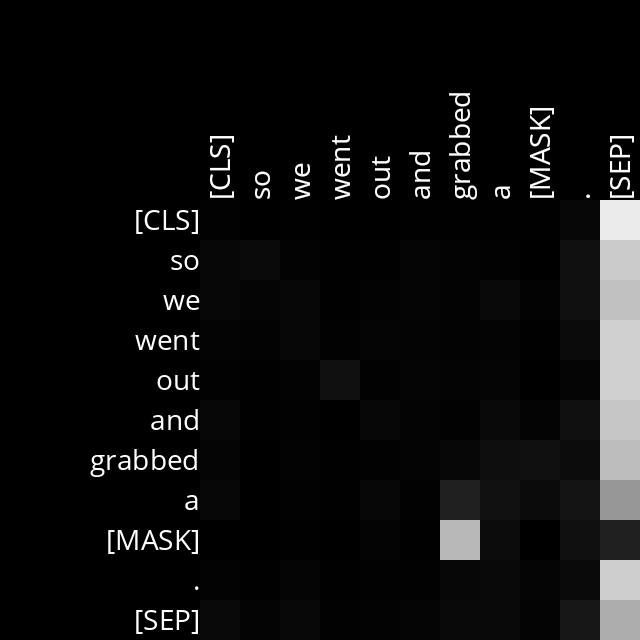 [CLS] so we went out and grabbed a [MASK] . [SEP]
[CLS]
so
we
went
out
and
grabbed
a
[MASK]
.
[SEP]